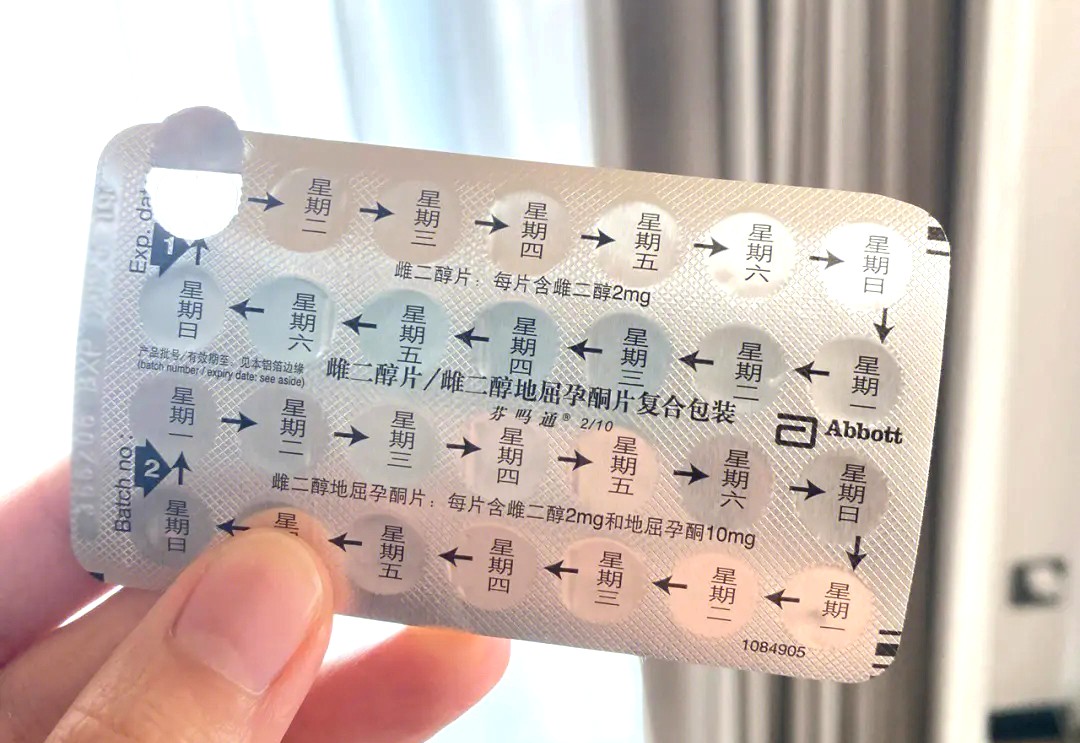 Exp. da
1
星期二 星期三 星期四 星期五 星期六 星期日
雌二醇片：每片含雌二醇2mg
星期日 星期六 星期五 星期四 星期三 星期二 星期一
产品批号/有效期至：见本铝箔边缘
(batch number / expiry date: see aside)
雌二醇片/雌二醇地屈孕酮片复合包装
芬吗通® 2/10
Abbott
Batch no.:
2
星期一 星期二 星期三 星期四 星期五 星期六 星期日
雌二醇地屈孕酮片：每片含雌二醇2mg和地屈孕酮10mg
星期日 星期五 星期四 星期三 星期二 星期一
1084905